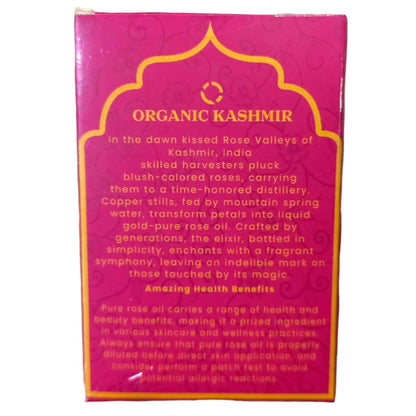 ORGANIC KASHMIR
In the dawn kissed Rose Valleys of
Kashmir, India
skilled harvesters pluck
blush-colored roses, carrying
them to a time-honored distillery.
Copper stills, fed by mountain spring
water, transform petals into liquid
gold-pure rose oil. Crafted by
generations, the elixir, bottled in
simplicity, enchants with a fragrant
symphony, leaving an indelible mark on
those touched by its magic.
Amazing Health Benefits
Pure rose oil carries a range of health and
beauty benefits, making it a prized ingredient
in various skincare and wellness practices.
Always ensure that pure rose oil is properly
diluted before direct skin application, and
consider perform a patch test to avoid
potential allergic reactions.